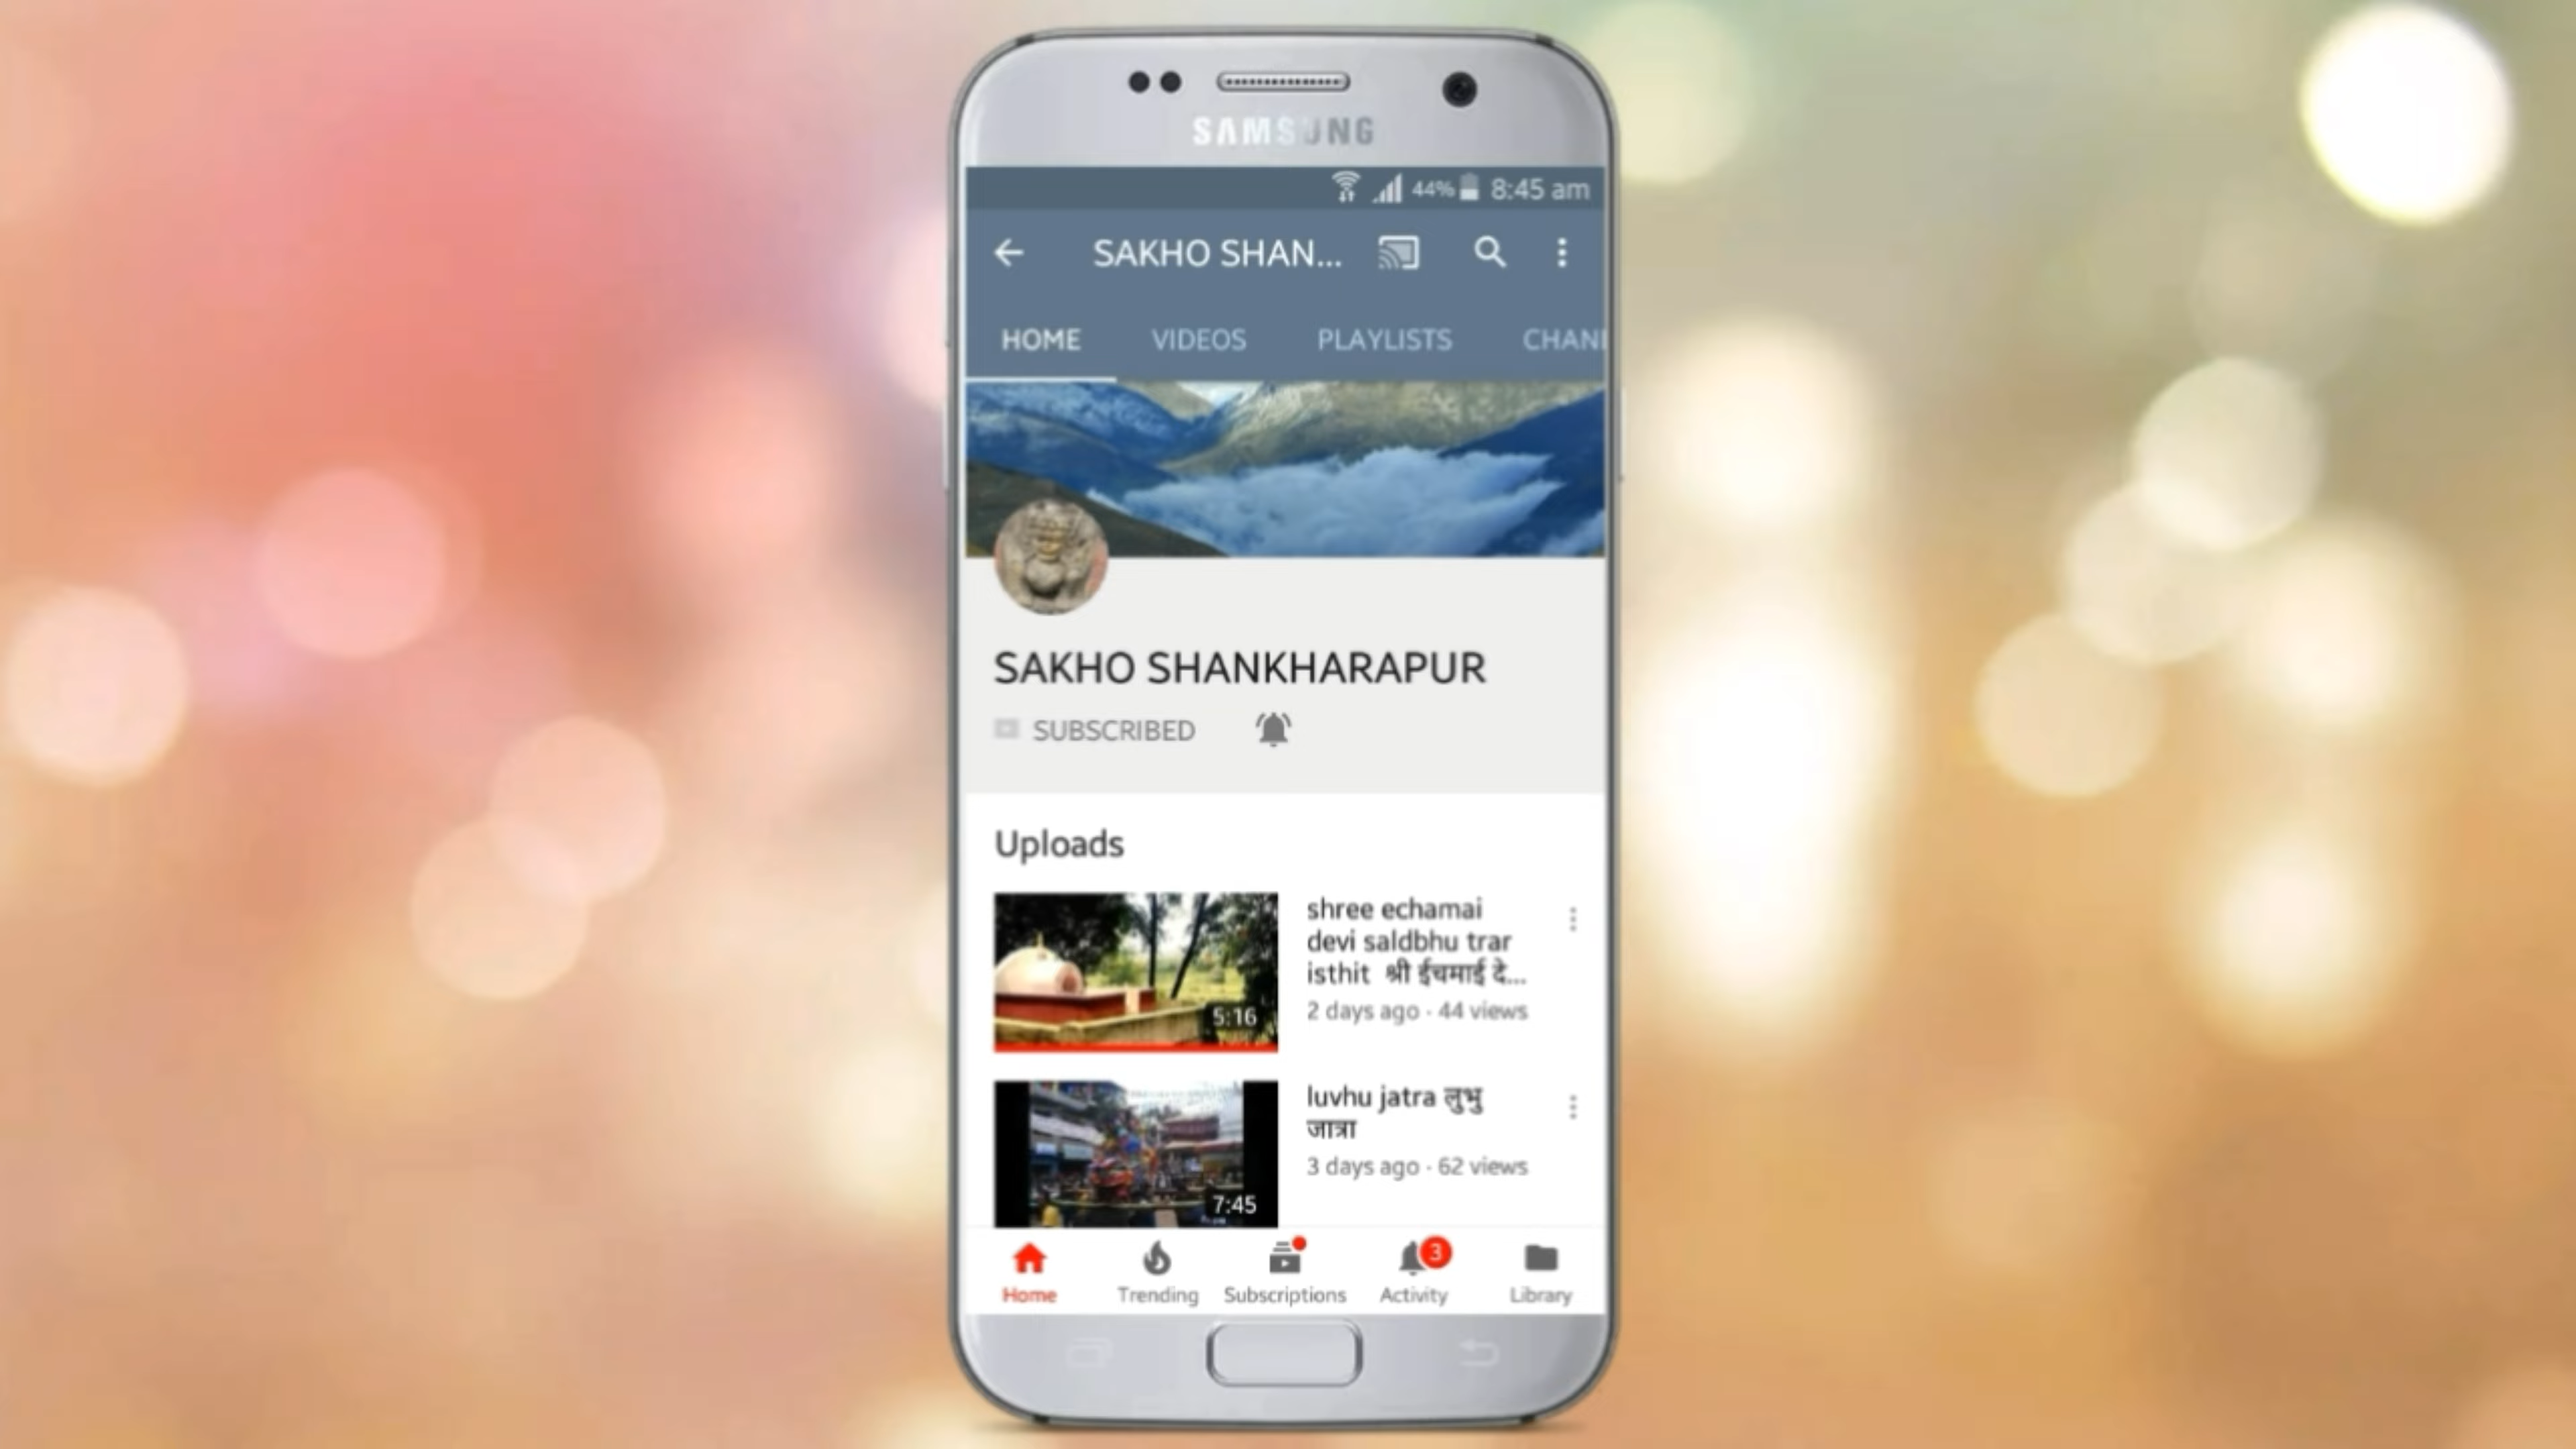 SAMSUNG
44% 8:45 am
SAKHO SHAN...
HOME VIDEOS PLAYLISTS CHAN
SAKHO SHANKHARAPUR
SUBSCRIBED
Uploads
shree echamai
devi saldbhu trar
isthit श्री ईचमाई दे...
2 days ago · 44 views
5:16
luvhu jatra लुभु
जात्रा
3 days ago · 62 views
7:45
3
Home Trending Subscriptions Activity Library